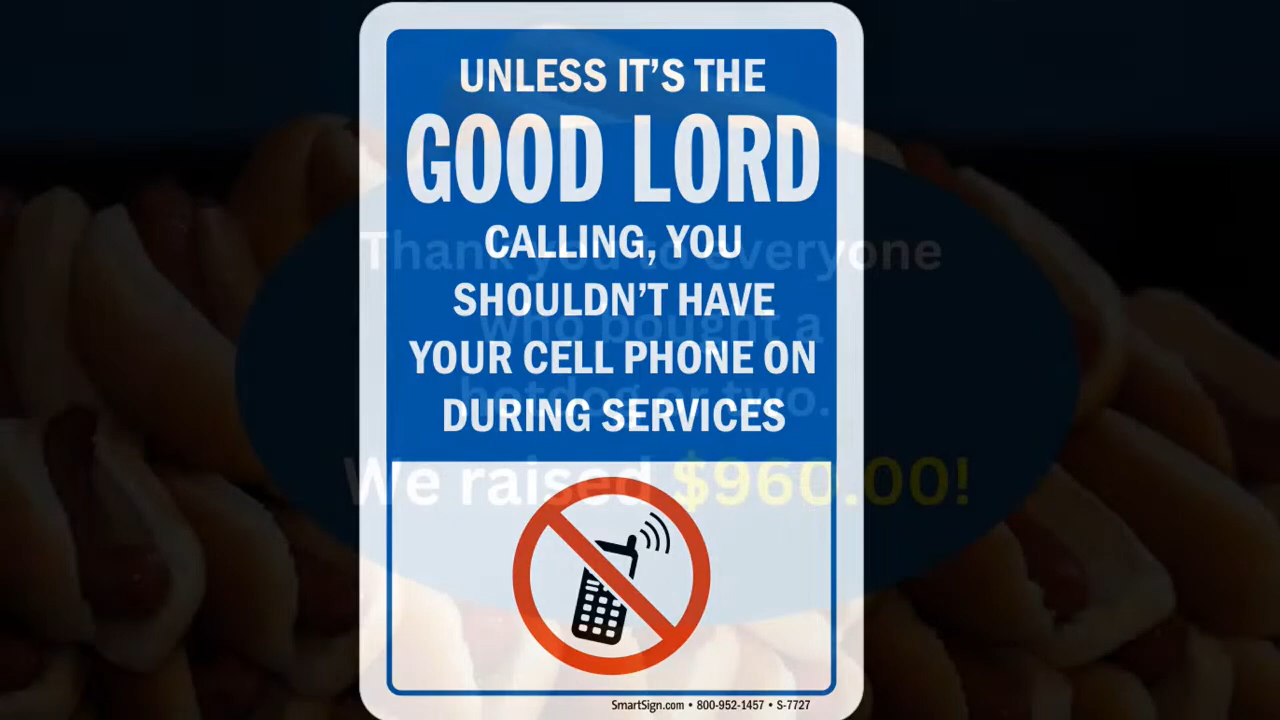 UNLESS IT'S THE
GOOD LORD
CALLING, YOU
SHOULDN'T HAVE
YOUR CELL PHONE ON
DURING SERVICES
SmartSign.com • 800-952-1457 • S-7727
Thank you to everyone
who bought a
hotdog or two.
We raised $960.00!